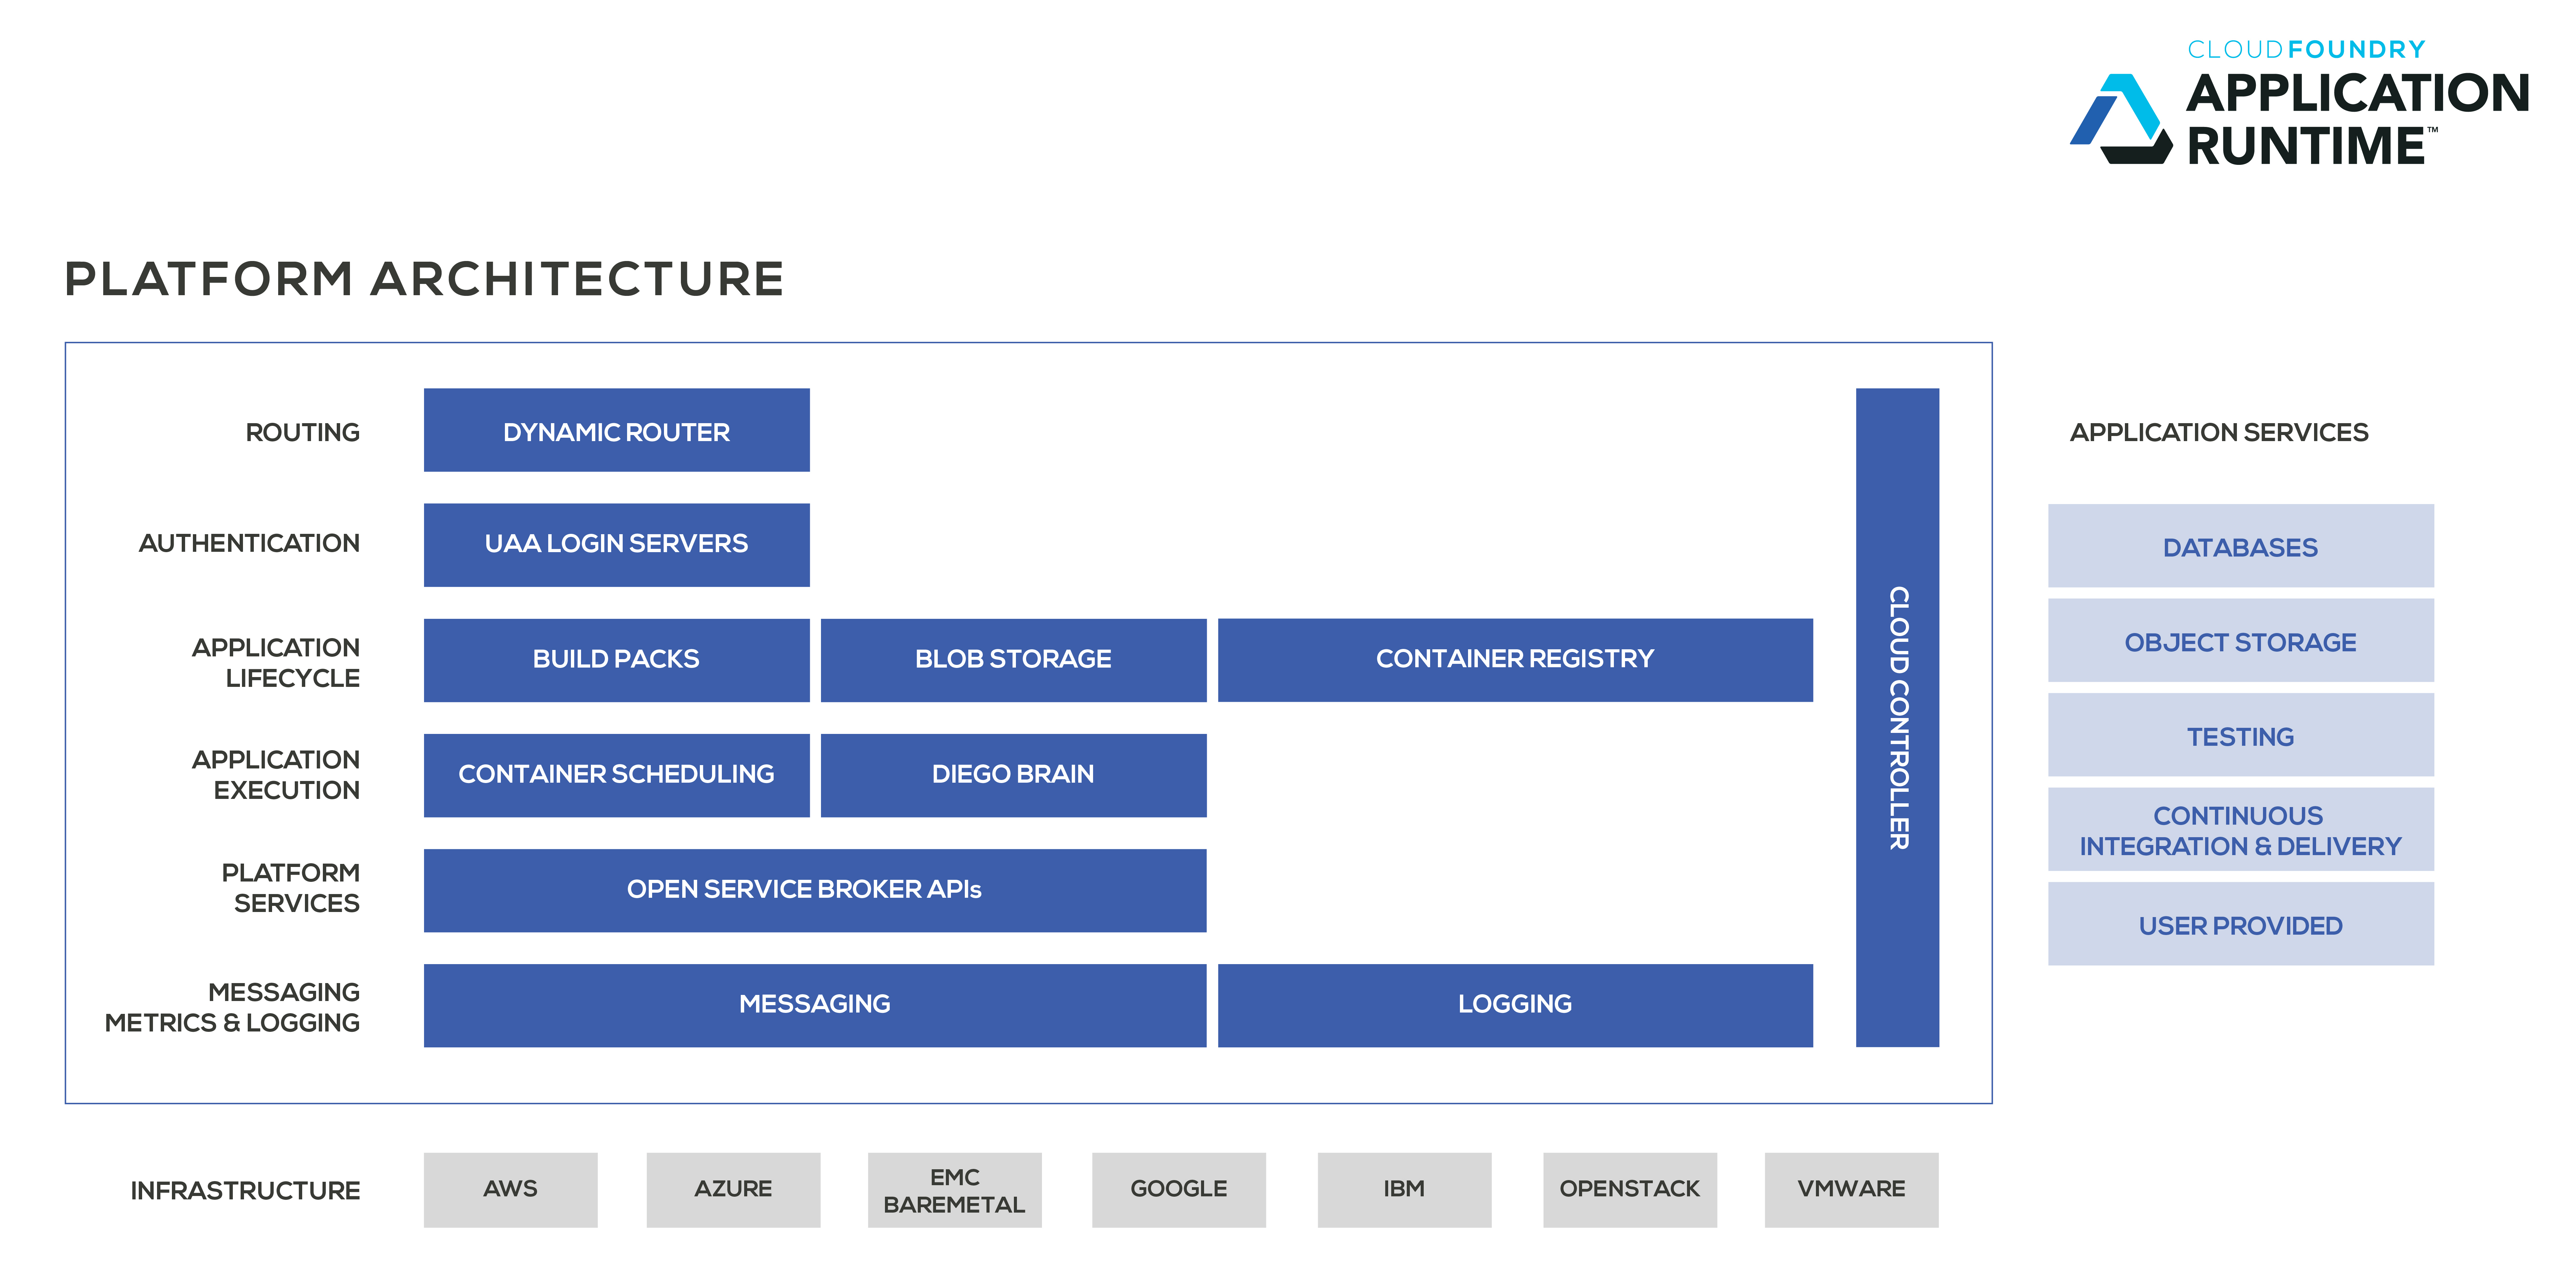 CLOUDFOUNDRY
APPLICATION
RUNTIME™
PLATFORM ARCHITECTURE
ROUTING
DYNAMIC ROUTER
AUTHENTICATION
UAA LOGIN SERVERS
APPLICATION
LIFECYCLE
BUILD PACKS
BLOB STORAGE
CONTAINER REGISTRY
APPLICATION
EXECUTION
CONTAINER SCHEDULING
DIEGO BRAIN
PLATFORM
SERVICES
OPEN SERVICE BROKER APIs
MESSAGING
METRICS & LOGGING
MESSAGING
LOGGING
CLOUD CONTROLLER
APPLICATION SERVICES
DATABASES
OBJECT STORAGE
TESTING
CONTINUOUS
INTEGRATION & DELIVERY
USER PROVIDED
INFRASTRUCTURE
AWS
AZURE
EMC
BAREMETAL
GOOGLE
IBM
OPENSTACK
VMWARE